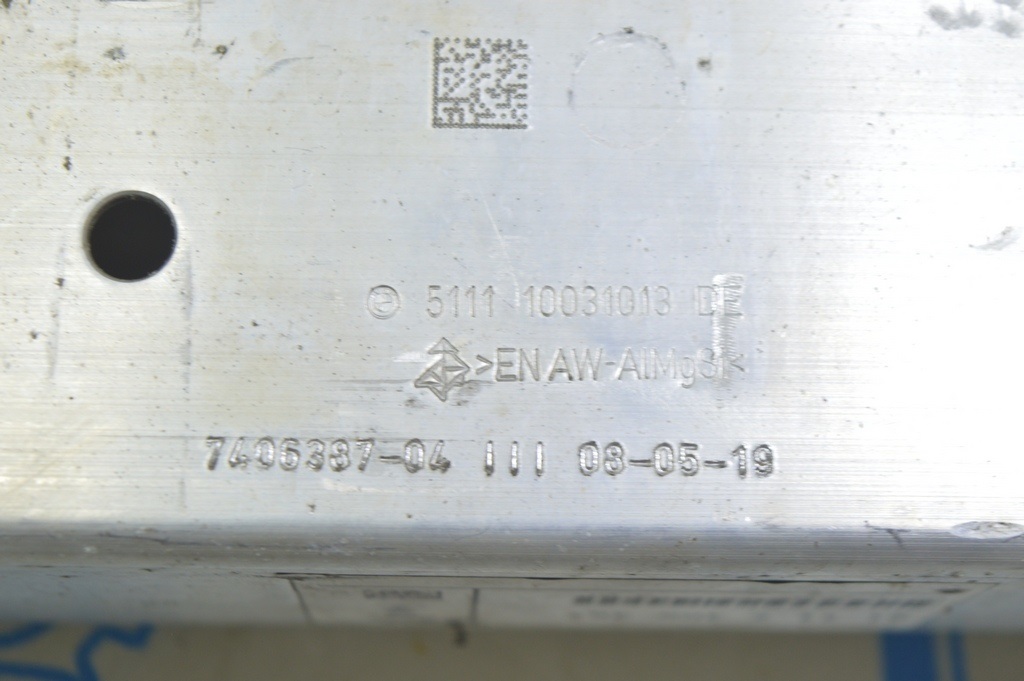 5111 10031013 DE
>EN AW-AlMgSi<
7406387-04 III 08-05-19